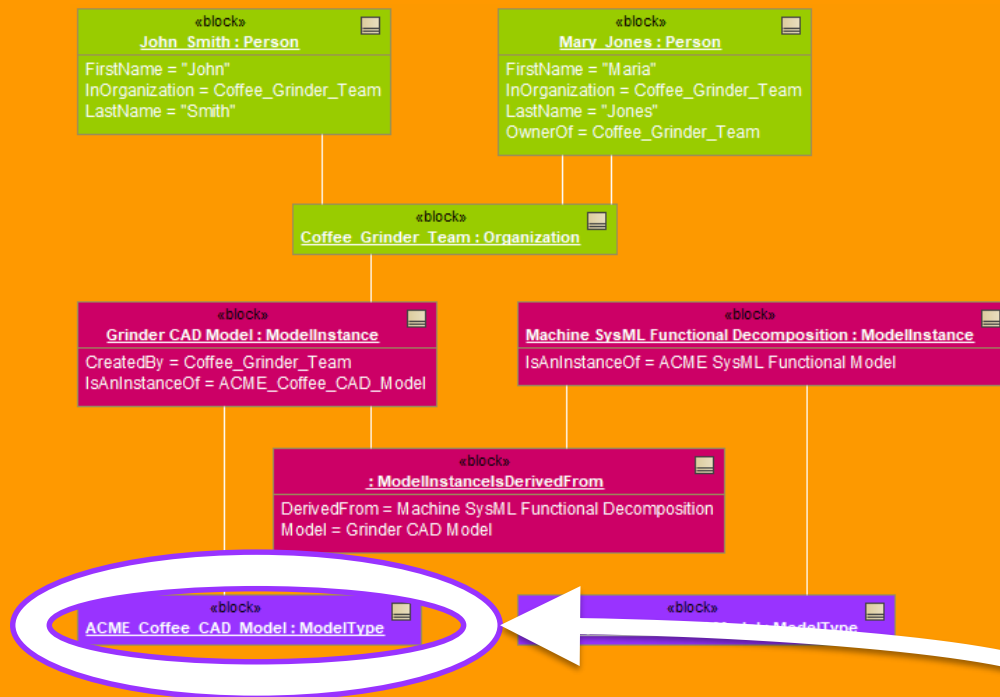 «block»
John_Smith : Person
FirstName = "John"
InOrganization = Coffee_Grinder_Team
LastName = "Smith"
«block»
Mary_Jones : Person
FirstName = "Maria"
InOrganization = Coffee_Grinder_Team
LastName = "Jones"
OwnerOf = Coffee_Grinder_Team
«block»
Coffee_Grinder_Team : Organization
«block»
Grinder CAD Model : ModelInstance
CreatedBy = Coffee_Grinder_Team
IsAnInstanceOf = ACME_Coffee_CAD_Model
«block»
Machine SysML Functional Decomposition : ModelInstance
IsAnInstanceOf = ACME SysML Functional Model
«block»
: ModelInstanceIsDerivedFrom
DerivedFrom = Machine SysML Functional Decomposition
Model = Grinder CAD Model
«block»
ACME_Coffee_CAD_Model : ModelType
«block»
ModelType